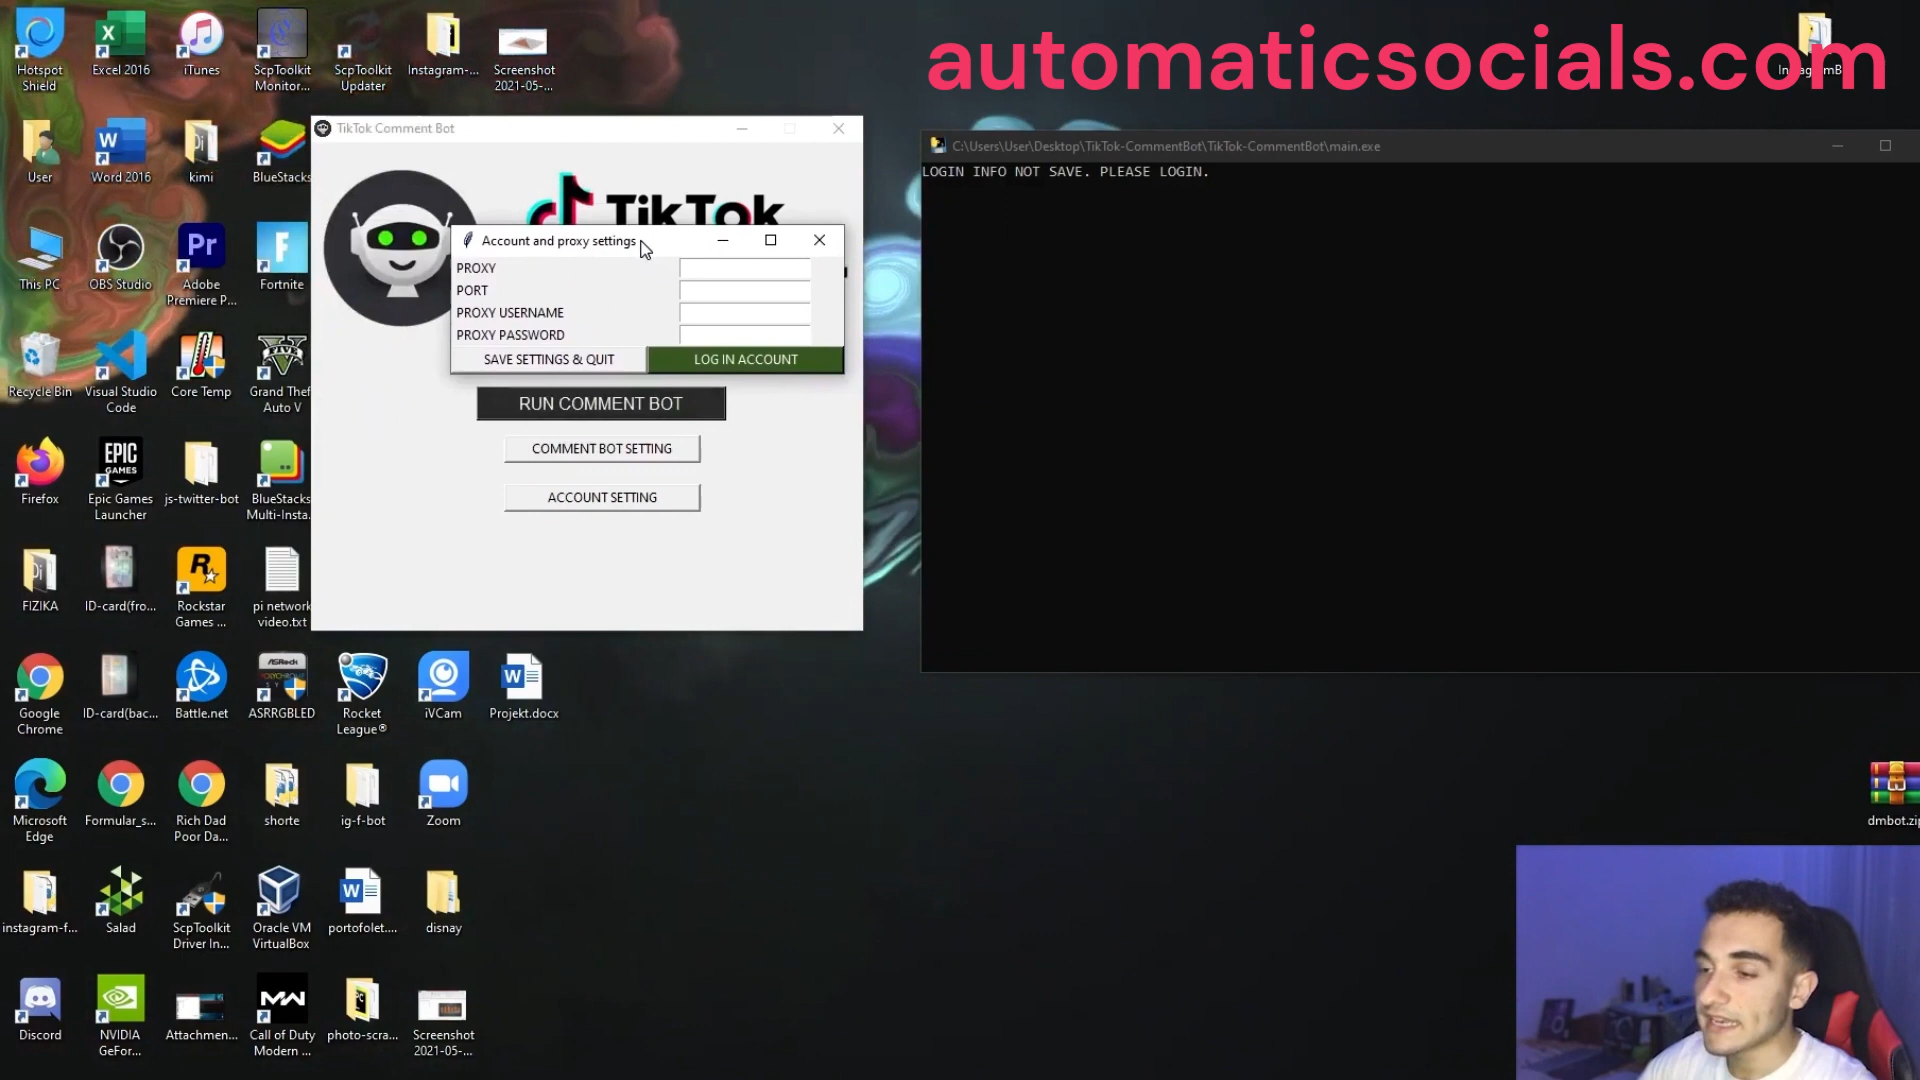 automaticsocials.com
Hotspot
Shield
Excel 2016
iTunes
ScpToolkit
Monitor...
ScpToolkit
Updater
Instagram-...
Screenshot
2021-05-...
TikTok Comment Bot
C:\Users\User\Desktop\TikTok-CommentBot\TikTok-CommentBot\main.exe
LOGIN INFO NOT SAVE. PLEASE LOGIN.
TikTok
Account and proxy settings
PROXY
PORT
PROXY USERNAME
PROXY PASSWORD
SAVE SETTINGS & QUIT
LOG IN ACCOUNT
RUN COMMENT BOT
COMMENT BOT SETTING
ACCOUNT SETTING
User
Word 2016
kimi
BlueStacks
This PC
OBS Studio
Adobe
Premiere P...
Fortnite
Recycle Bin
Visual Studio
Code
Core Temp
Grand Theft
Auto V
Firefox
EPIC
GAMES
Epic Games
Launcher
js-twitter-bot
BlueStacks
Multi-Insta.
FIZIKA
ID-card(fro...
Rockstar
Games ...
pi network
video.txt
Google
Chrome
ID-card(bac...
Battle.net
ASRock
ASRRGBLED
Rocket
League®
iVCam
Projekt.docx
Microsoft
Edge
Formular_s...
Rich Dad
Poor Da...
shorte
ig-f-bot
Zoom
dmbot.zip
instagram-f...
Salad
ScpToolkit
Driver In...
Oracle VM
VirtualBox
portofolet....
disnay
Discord
NVIDIA
GeFor...
Attachmen...
Call of Duty
Modern ...
photo-scra...
Screenshot
2021-05-...